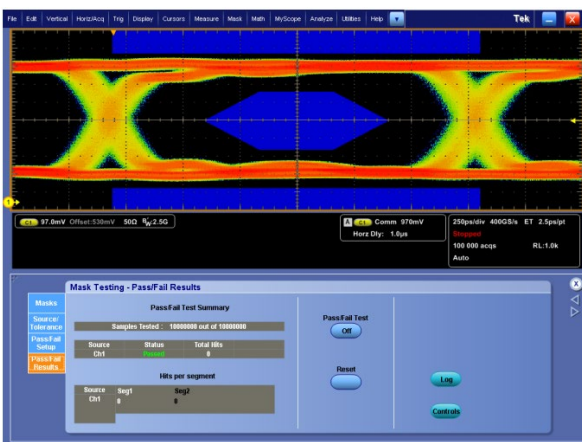 File Edit Vertical Horiz/Acq Trig Display Cursors Measure Mask Math MyScope Analyze Utilities Help Tek X
1
C1 97.0mV Offset:530mV 50Ω BW:2.5G
A C1 Comm 970mV
Horz Dly: 1.0µs
250ps/div 400GS/s ET 2.5ps/pt
Stopped
100 000 acqs RL:1.0k
Auto
Mask Testing - Pass/Fail Results X
Masks
Source/
Tolerance
Pass/Fail
Setup
Pass/Fail
Results
Pass/Fail Test Summary
Samples Tested : 10000000 out of 10000000
Source Status Total Hits
Ch1 Passed 0
Hits per segment
Source Seg1 Seg2
Ch1 0 0
Pass/Fail Test
Off
Reset
Log
Controls